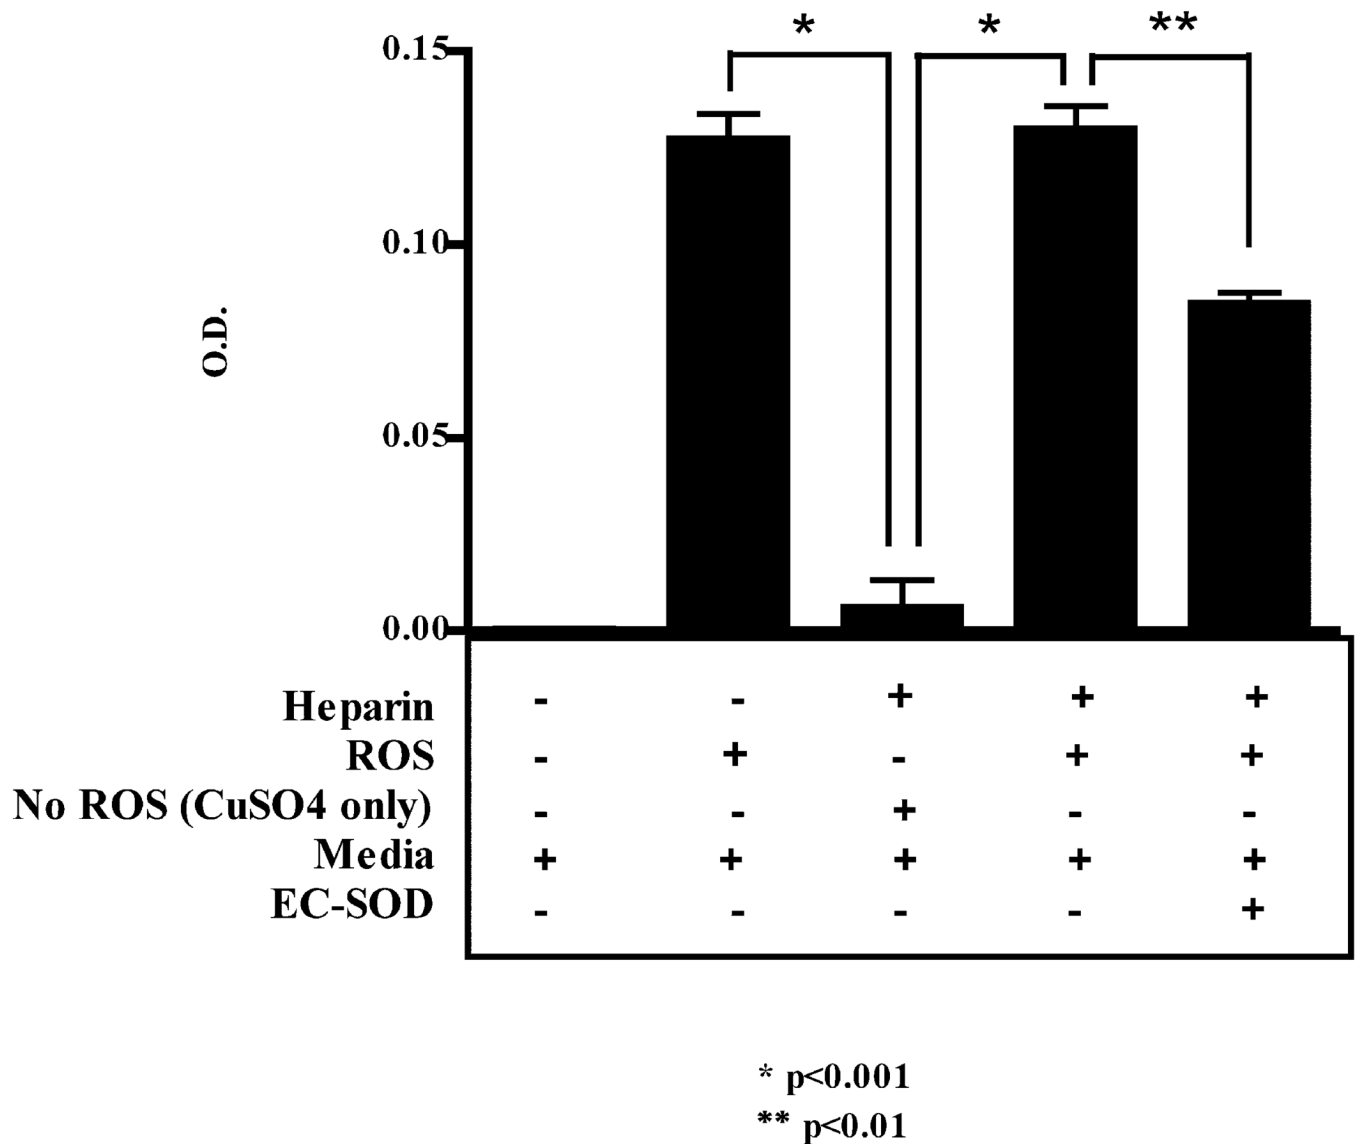 * * **
0.15
0.10
0.05
0.00
O.D.
Heparin - - + + +
ROS - + - + +
No ROS (CuSO4 only) - - + - -
Media + + + + +
EC-SOD - - - - +
* p<0.001
** p<0.01